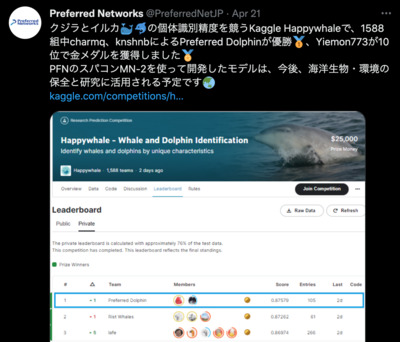 Preferred Networks @PreferredNetJP · Apr 21
クジラとイルカ🐳🐬の個体識別精度を競うKaggle Happywhaleで、1588
組中charmq、knshnbによるPreferred Dolphinが優勝🥇、Yiemon773が10
位で金メダルを獲得しました🏅
PFNのスパコンMN-2を使って開発したモデルは、今後、海洋生物・環境の
保全と研究に活用される予定です🌏
kaggle.com/competitions/h...
Research Prediction Competition
Happywhale - Whale and Dolphin Identification
Identify whales and dolphins by unique characteristics
$25,000
Prize Money
Happywhale · 1,588 teams · 2 days ago
Overview Data Code Discussion Leaderboard Rules
Join Competition
Leaderboard
Raw Data
Refresh
Public Private
The private leaderboard is calculated with approximately 76% of the test data.
This competition has completed. This leaderboard reflects the final standings.
Prize Winners
# △ Team Members Score Entries Last Code
1 1 Preferred Dolphin 0.87579 105 2d
2 1 Rist Whales 0.87262 61 2d
3 266 2d